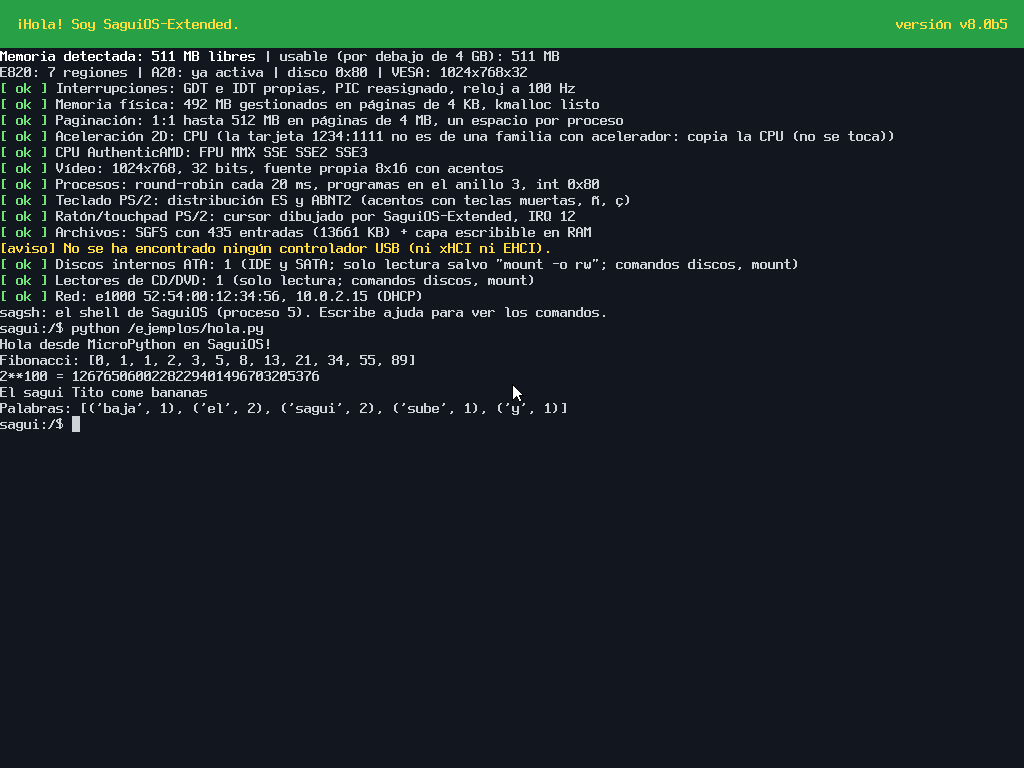 ¡Hola! Soy SaguiOS-Extended. versión v8.0b5
Memoria detectada: 511 MB libres | usable (por debajo de 4 GB): 511 MB
E820: 7 regiones | A20: ya activa | disco 0x80 | VESA: 1024x768x32
[ ok ] Interrupciones: GDT e IDT propias, PIC reasignado, reloj a 100 Hz
[ ok ] Memoria física: 492 MB gestionados en páginas de 4 KB, kmalloc listo
[ ok ] Paginación: 1:1 hasta 512 MB en páginas de 4 MB, un espacio por proceso
[ ok ] Aceleración 2D: CPU (la tarjeta 1234:1111 no es de una familia con acelerador: copia la CPU (no se toca))
[ ok ] CPU AuthenticAMD: FPU MMX SSE SSE2 SSE3
[ ok ] Vídeo: 1024x768, 32 bits, fuente propia 8x16 con acentos
[ ok ] Procesos: round-robin cada 20 ms, programas en el anillo 3, int 0x80
[ ok ] Teclado PS/2: distribución ES y ABNT2 (acentos con teclas muertas, ñ, ç)
[ ok ] Ratón/touchpad PS/2: cursor dibujado por SaguiOS-Extended, IRQ 12
[ ok ] Archivos: SGFS con 435 entradas (13661 KB) + capa escribible en RAM
[aviso] No se ha encontrado ningún controlador USB (ni xHCI ni EHCI).
[ ok ] Discos internos ATA: 1 (IDE y SATA; solo lectura salvo "mount -o rw"; comandos discos, mount)
[ ok ] Lectores de CD/DVD: 1 (solo lectura; comandos discos, mount)
[ ok ] Red: e1000 52:54:00:12:34:56, 10.0.2.15 (DHCP)
sagsh: el shell de SaguiOS (proceso 5). Escribe ayuda para ver los comandos.
sagui:/$ python /ejemplos/hola.py
Hola desde MicroPython en SaguiOS!
Fibonacci: [0, 1, 1, 2, 3, 5, 8, 13, 21, 34, 55, 89]
2**100 = 1267650600228229401496703205376
El sagui Tito come bananas
Palabras: [('baja', 1), ('el', 2), ('sagui', 2), ('sube', 1), ('y', 1)]
sagui:/$